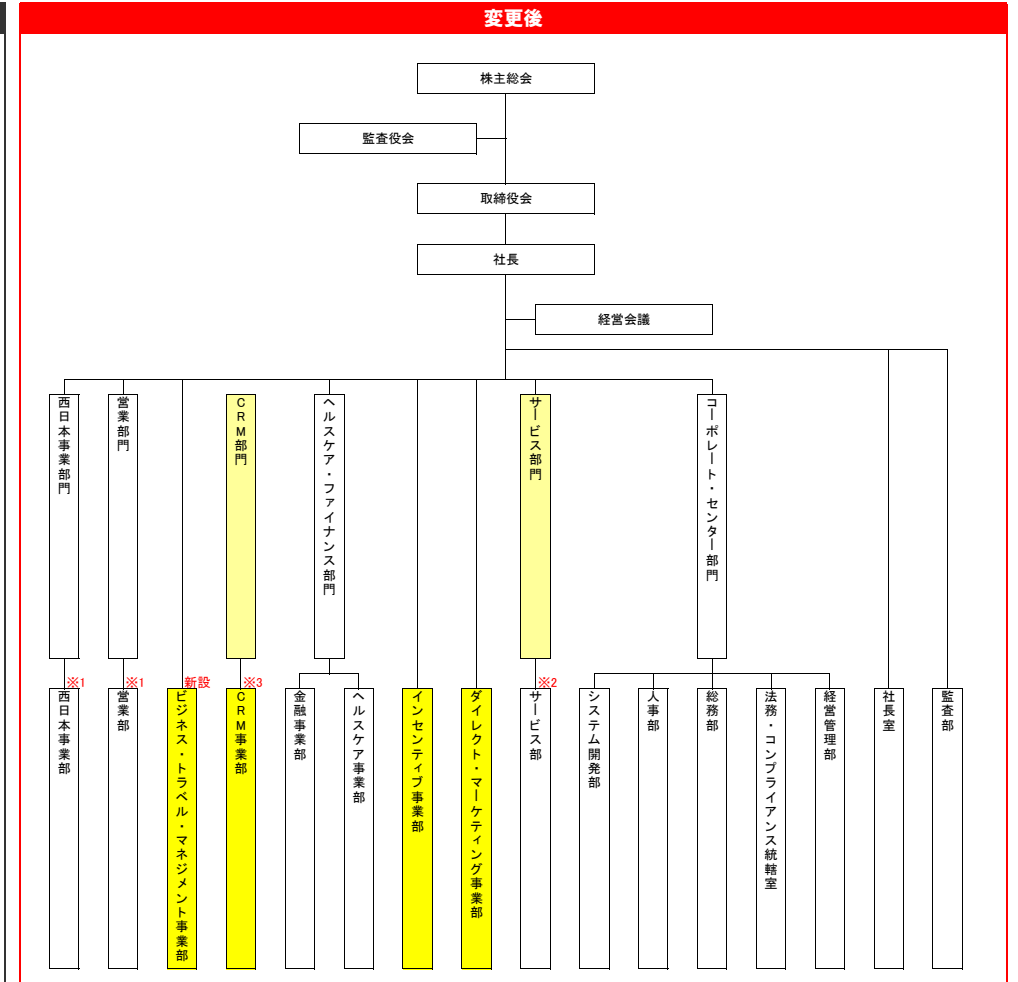 変更後
株主総会
監査役会
取締役会
社長
経営会議
西日本事業部門
営業部門
CRM部門
ヘルスケア・ファイナンス部門
サービス部門
コーポレート・センター部門
※1
※1
新設
※3
※2
西日本事業部
営業部
ビジネス・トラベル・マネジメント事業部
CRM事業部
金融事業部
ヘルスケア事業部
インセンティブ事業部
ダイレクト・マーケティング事業部
サービス部
システム開発部
人事部
総務部
法務・コンプライアンス統轄室
経営管理部
社長室
監査部